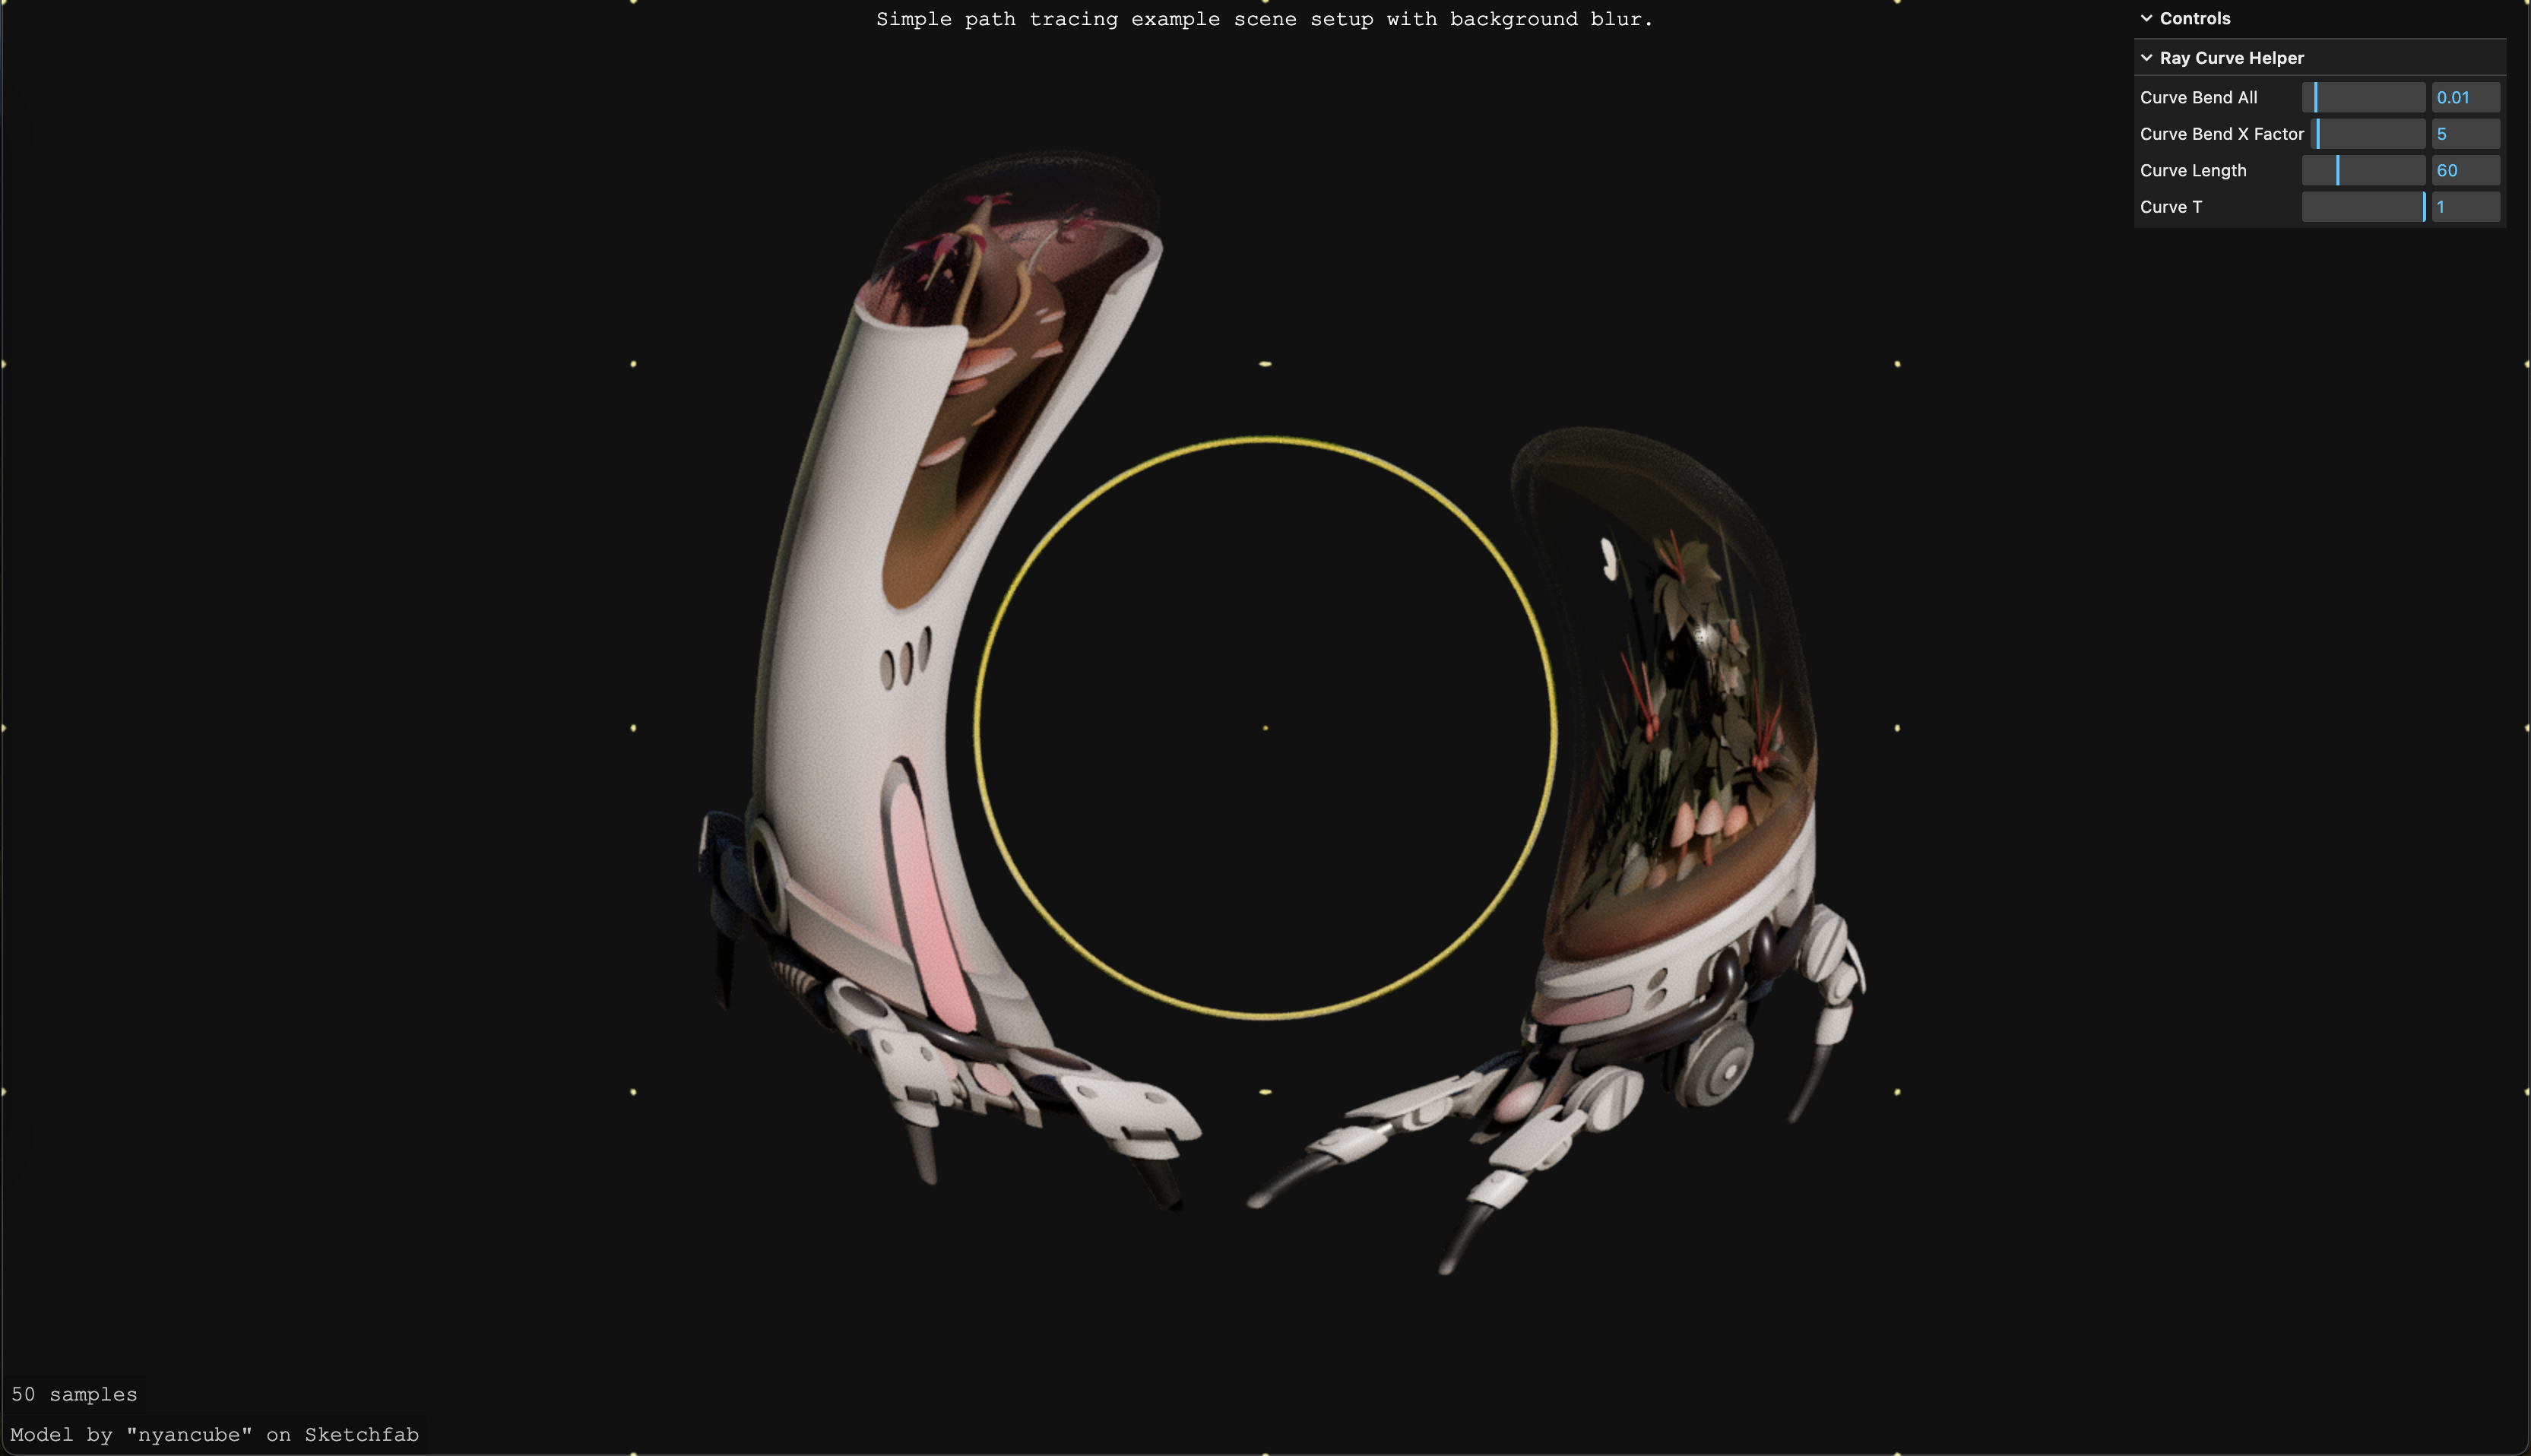 Simple path tracing example scene setup with background blur.
Controls
Ray Curve Helper
Curve Bend All 0.01
Curve Bend X Factor 5
Curve Length 60
Curve T 1
50 samples
Model by "nyancube" on Sketchfab